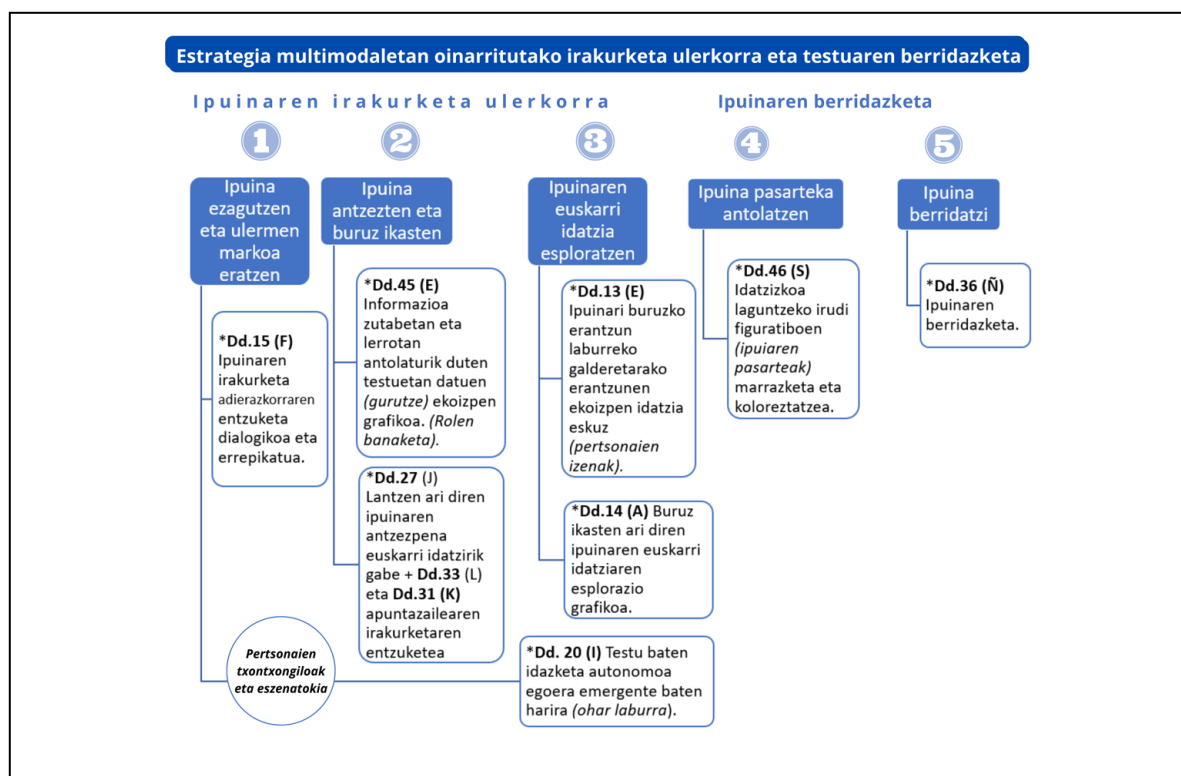 Estrategia multimodaletan oinarritutako irakurketa ulerkorra eta testuaren berridazketa
Ipuinaren irakurketa ulerkorra
Ipuinaren berridazketa
1
2
3
4
5
Ipuina
ezagutzen
eta ulermen
markoa
eratzen
Ipuina
antzezten eta
buruz ikasten
Ipuinaren
euskarri
idatzia
esploratzen
Ipuina pasarteka
antolatzen
Ipuina
berridatzi
*Dd.15 (F)
Ipuinaren
irakurketa
adierazkorraren
entzuketa
dialogikoa eta
errepikatua.
*Dd.45 (E)
Informazioa
zutabetan eta
lerrotan
antolaturik duten
testuetan datuen
(gurutze) ekoizpen
grafikoa. (Rolen
banaketa).
*Dd.27 (J)
Lantzen ari diren
ipuinaren
antzezpena
euskarri idatzirik
gabe + Dd.33 (L)
eta Dd.31 (K)
apuntazailearen
irakurketaren
entzuketea
*Dd.13 (E)
Ipuinari buruzko
erantzun
laburreko
galderetarako
erantzunen
ekoizpen idatzia
eskuz
(pertsonaien
izenak).
*Dd.14 (A) Buruz
ikasten ari diren
ipuinaren euskarri
idatziaren
esplorazio
grafikoa.
*Dd.46 (S)
Idatzizkoa
laguntzeko irudi
figuratiboen
(ipuiaren
pasarteak)
marrazketa eta
koloreztatzea.
*Dd.36 (Ñ)
Ipuinaren
berridazketa.
Pertsonaien
txontxongiloak
eta eszenatokia
*Dd. 20 (I) Testu baten
idazketa autonomoa
egoera emergente baten
harira (ohar laburra).